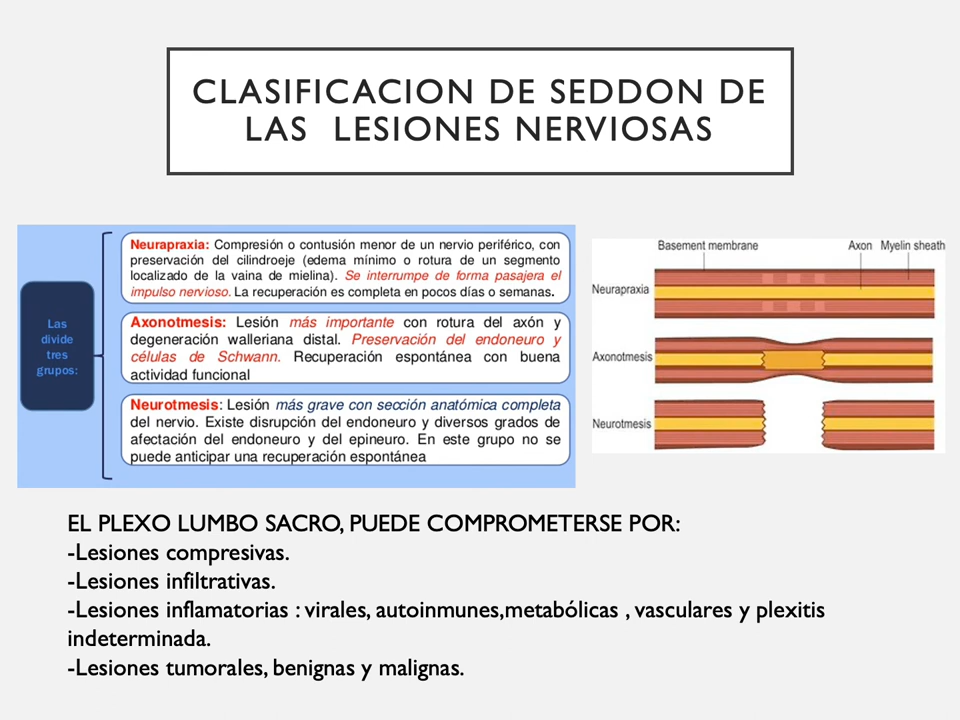 CLASIFICACION DE SEDDON DE
LAS LESIONES NERVIOSAS
Las
divide
tres
grupos:
Neurapraxia: Compresión o contusión menor de un nervio periférico, con
preservación del cilindroeje (edema mínimo o rotura de un segmento
localizado de la vaina de mielina). Se interrumpe de forma pasajera el
impulso nervioso. La recuperación es completa en pocos días o semanas.
Axonotmesis: Lesión más importante con rotura del axón y
degeneración walleriana distal. Preservación del endoneuro y
células de Schwann. Recuperación espontánea con buena
actividad funcional
Neurotmesis: Lesión más grave con sección anatómica completa
del nervio. Existe disrupción del endoneuro y diversos grados de
afectación del endoneuro y del epineuro. En este grupo no se
puede anticipar una recuperación espontánea
Basement membrane Axon Myelin sheath
Neurapraxia
Axonotmesis
Neurotmesis
EL PLEXO LUMBO SACRO, PUEDE COMPROMETERSE POR:
-Lesiones compresivas.
-Lesiones infiltrativas.
-Lesiones inflamatorias : virales, autoinmunes,metabólicas , vasculares y plexitis
indeterminada.
-Lesiones tumorales, benignas y malignas.